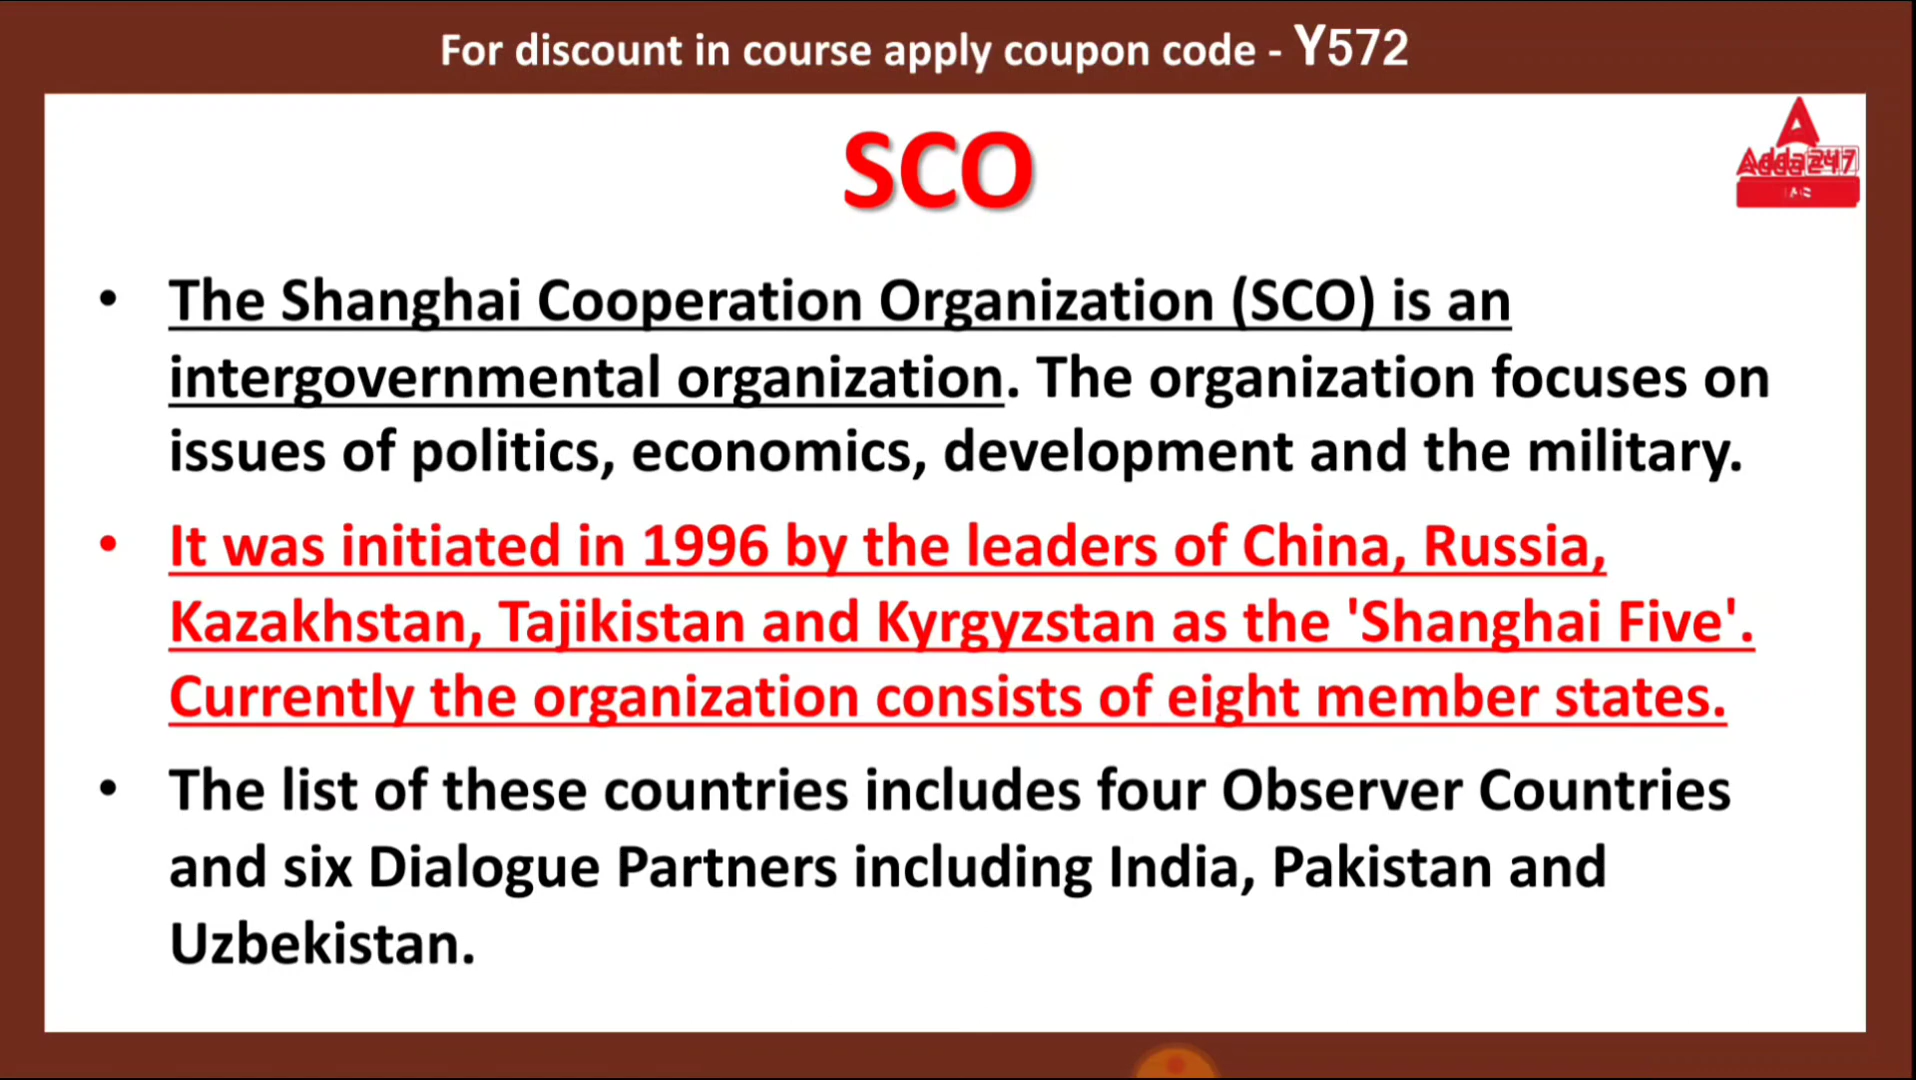 For discount in course apply coupon code - Y572
SCO
Adda247
• The Shanghai Cooperation Organization (SCO) is an
intergovernmental organization. The organization focuses on
issues of politics, economics, development and the military.
• It was initiated in 1996 by the leaders of China, Russia,
Kazakhstan, Tajikistan and Kyrgyzstan as the 'Shanghai Five'.
Currently the organization consists of eight member states.
• The list of these countries includes four Observer Countries
and six Dialogue Partners including India, Pakistan and
Uzbekistan.